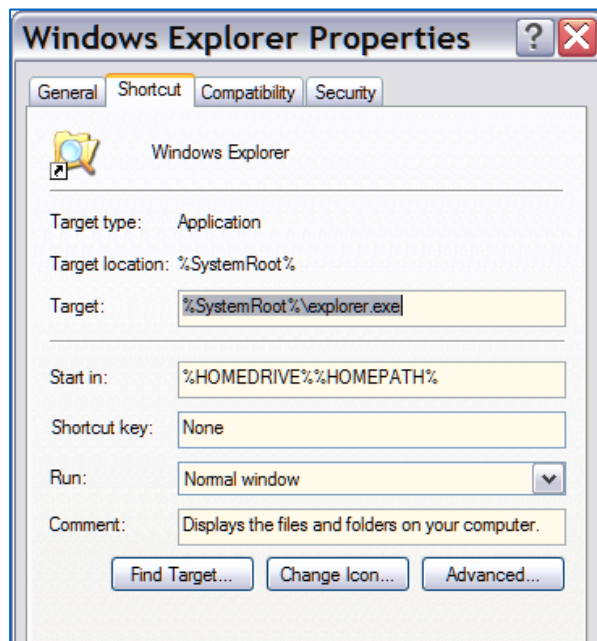 Windows Explorer Properties ?
General Shortcut Compatibility Security
Windows Explorer
Target type: Application
Target location: %SystemRoot%
Target: %SystemRoot%\explorer.exe
Start in: %HOMEDRIVE%%HOMEPATH%
Shortcut key: None
Run: Normal window
Comment: Displays the files and folders on your computer.
Find Target... Change Icon... Advanced...